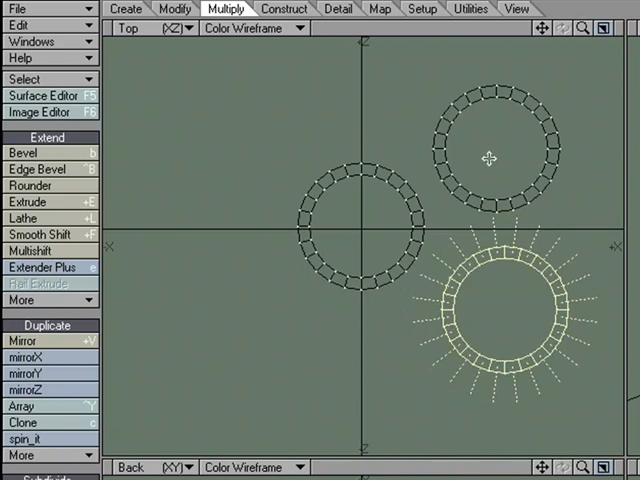 File Create Modify Multiply Construct Detail Map Setup Utilities View
Edit Top (XZ) Color Wireframe
Windows
Help
Select
Surface Editor F5
Image Editor F6
Extend
Bevel b
Edge Bevel ^B
Rounder
Extrude +E
Lathe +L
Smooth Shift +F
Multishift
Extender Plus e
Rail Extrude
More
Duplicate
Mirror +V
mirrorX
mirrorY
mirrorZ
Array ^Y
Clone c
spin_it
More
Subdivide
Z
-X +X
-Z
Back (XY) Color Wireframe